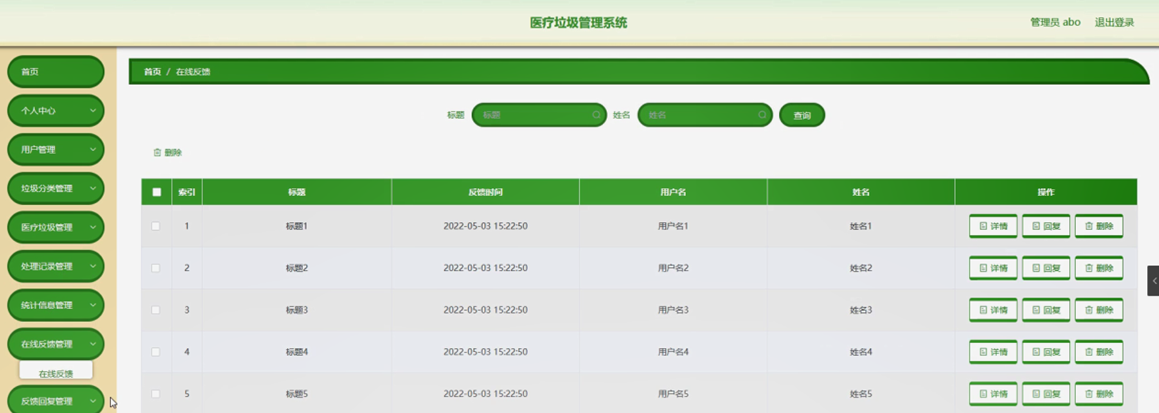 医疗垃圾管理系统
管理员 abo 退出登录
首页
个人中心
用户管理
垃圾分类管理
医疗垃圾管理
处理记录管理
统计信息管理
在线反馈管理
在线反馈
反馈回复管理
首页 / 在线反馈
标题 标题 姓名 姓名 查询
删除
索引 标题 反馈时间 用户名 姓名 操作
1 标题1 2022-05-03 15:22:50 用户名1 姓名1 详情 回复 删除
2 标题2 2022-05-03 15:22:50 用户名2 姓名2 详情 回复 删除
3 标题3 2022-05-03 15:22:50 用户名3 姓名3 详情 回复 删除
4 标题4 2022-05-03 15:22:50 用户名4 姓名4 详情 回复 删除
5 标题5 2022-05-03 15:22:50 用户名5 姓名5 详情 回复 删除